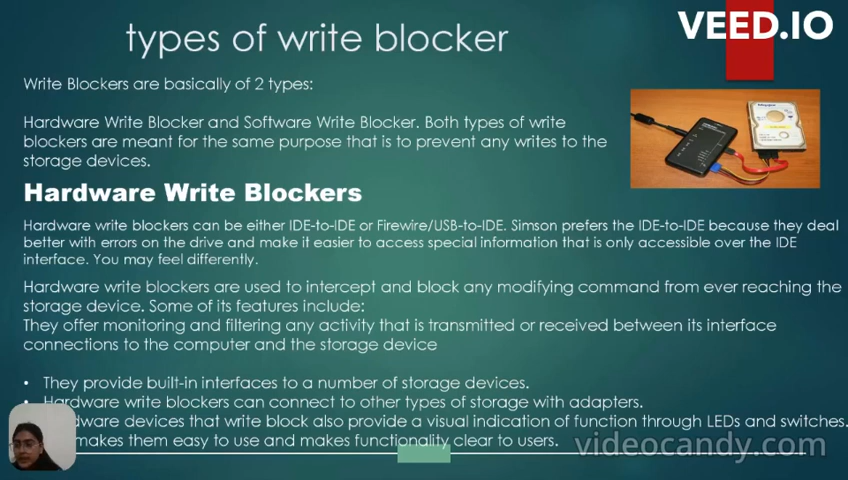 types of write blocker
VEED.IO
Write Blockers are basically of 2 types:
Hardware Write Blocker and Software Write Blocker. Both types of write
blockers are meant for the same purpose that is to prevent any writes to the
storage devices.
Hardware Write Blockers
Hardware write blockers can be either IDE-to-IDE or Firewire/USB-to-IDE. Simson prefers the IDE-to-IDE because they deal
better with errors on the drive and make it easier to access special information that is only accessible over the IDE
interface. You may feel differently.
Hardware write blockers are used to intercept and block any modifying command from ever reaching the
storage device. Some of its features include:
They offer monitoring and filtering any activity that is transmitted or received between its interface
connections to the computer and the storage device
• They provide built-in interfaces to a number of storage devices.
• Hardware write blockers can connect to other types of storage with adapters.
devices that write block also provide a visual indication of function through LEDs and switches.
makes them easy to use and makes functionality clear to users.
videocandy.com